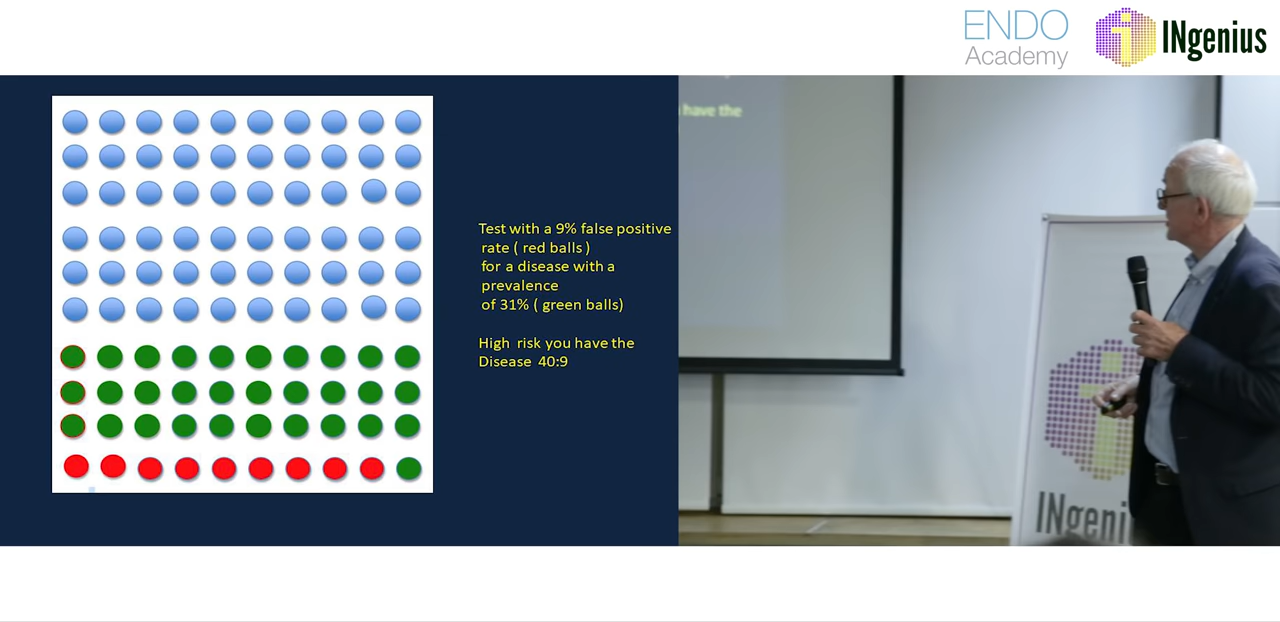 ENDO
Academy
INgenius
Test with a 9% false positive
rate ( red balls )
for a disease with a
prevalence
of 31% ( green balls)
High risk you have the
Disease 40:9
have the
INgeni